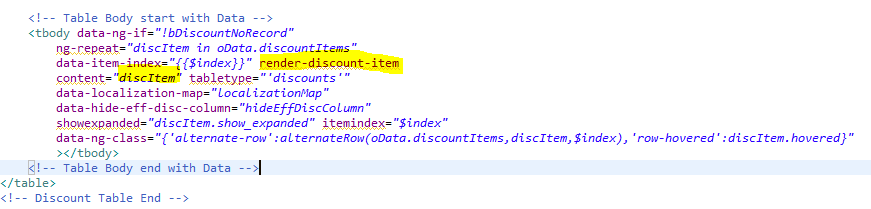 <!-- Table Body start with Data -->
<tbody data-ng-if="!bDiscountNoRecord"
ng-repeat="discItem in oData.discountItems"
data-item-index="{{$index}}" render-discount-item
content="discItem" tabletype="'discounts'"
data-localization-map="localizationMap"
data-hide-eff-disc-column="hideEffDiscColumn"
showexpanded="discItem.show_expanded" itemindex="$index"
data-ng-class="{'alternate-row':alternateRow(oData.discountItems,discItem,$index),'row-hovered':discItem.hovered}"
></tbody>
<!-- Table Body end with Data -->
</table>
<!-- Discount Table End -->